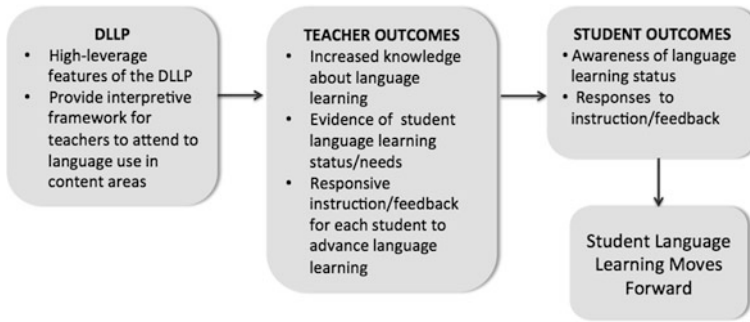 DLLP
• High-leverage
features of the DLLP
• Provide interpretive
framework for
teachers to attend to
language use in
content areas
TEACHER OUTCOMES
• Increased knowledge
about language
learning
• Evidence of student
language learning
status/needs
• Responsive
instruction/feedback
for each student to
advance language
learning
STUDENT OUTCOMES
• Awareness of language
learning status
• Responses to
instruction/feedback
Student Language
Learning Moves
Forward